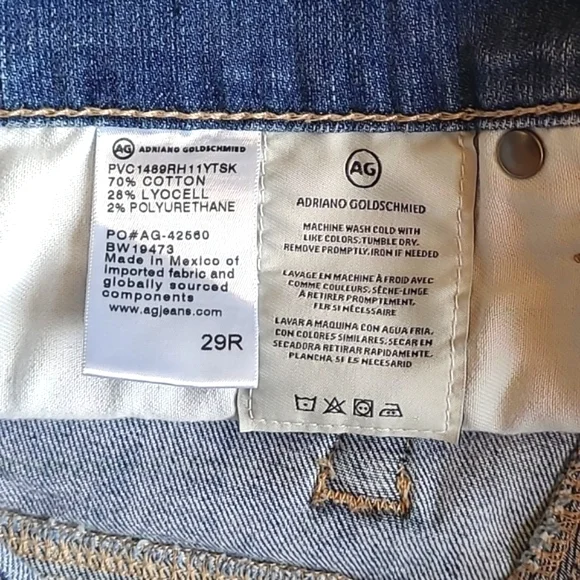 AG ADRIANO GOLDSCHMIED
PVC1489RH11YTSK
70% COTTON
28% LYOCELL
2% POLYURETHANE
PO#AG-42560
BW19473
Made in Mexico of
imported fabric and
globally sourced
components
www.agjeans.com
29R
AG
ADRIANO GOLDSCHMIED
MACHINE WASH COLD WITH
LIKE COLORS. TUMBLE DRY.
REMOVE PROMPTLY. IRON IF NEEDED
LAVAGE EN MACHINE À FROID AVEC
COMME COULEURS. SÈCHE-LINGE
A RETIRER PROMPTEMENT.
FER SI NÉCESSAIRE
LAVAR A MAQUINA CON AGUA FRIA,
CON COLORES SIMILARES. SECAR EN
SECADORA RETIRAR RAPIDAMENTE.
PLANCHA SI ES NECESARIO